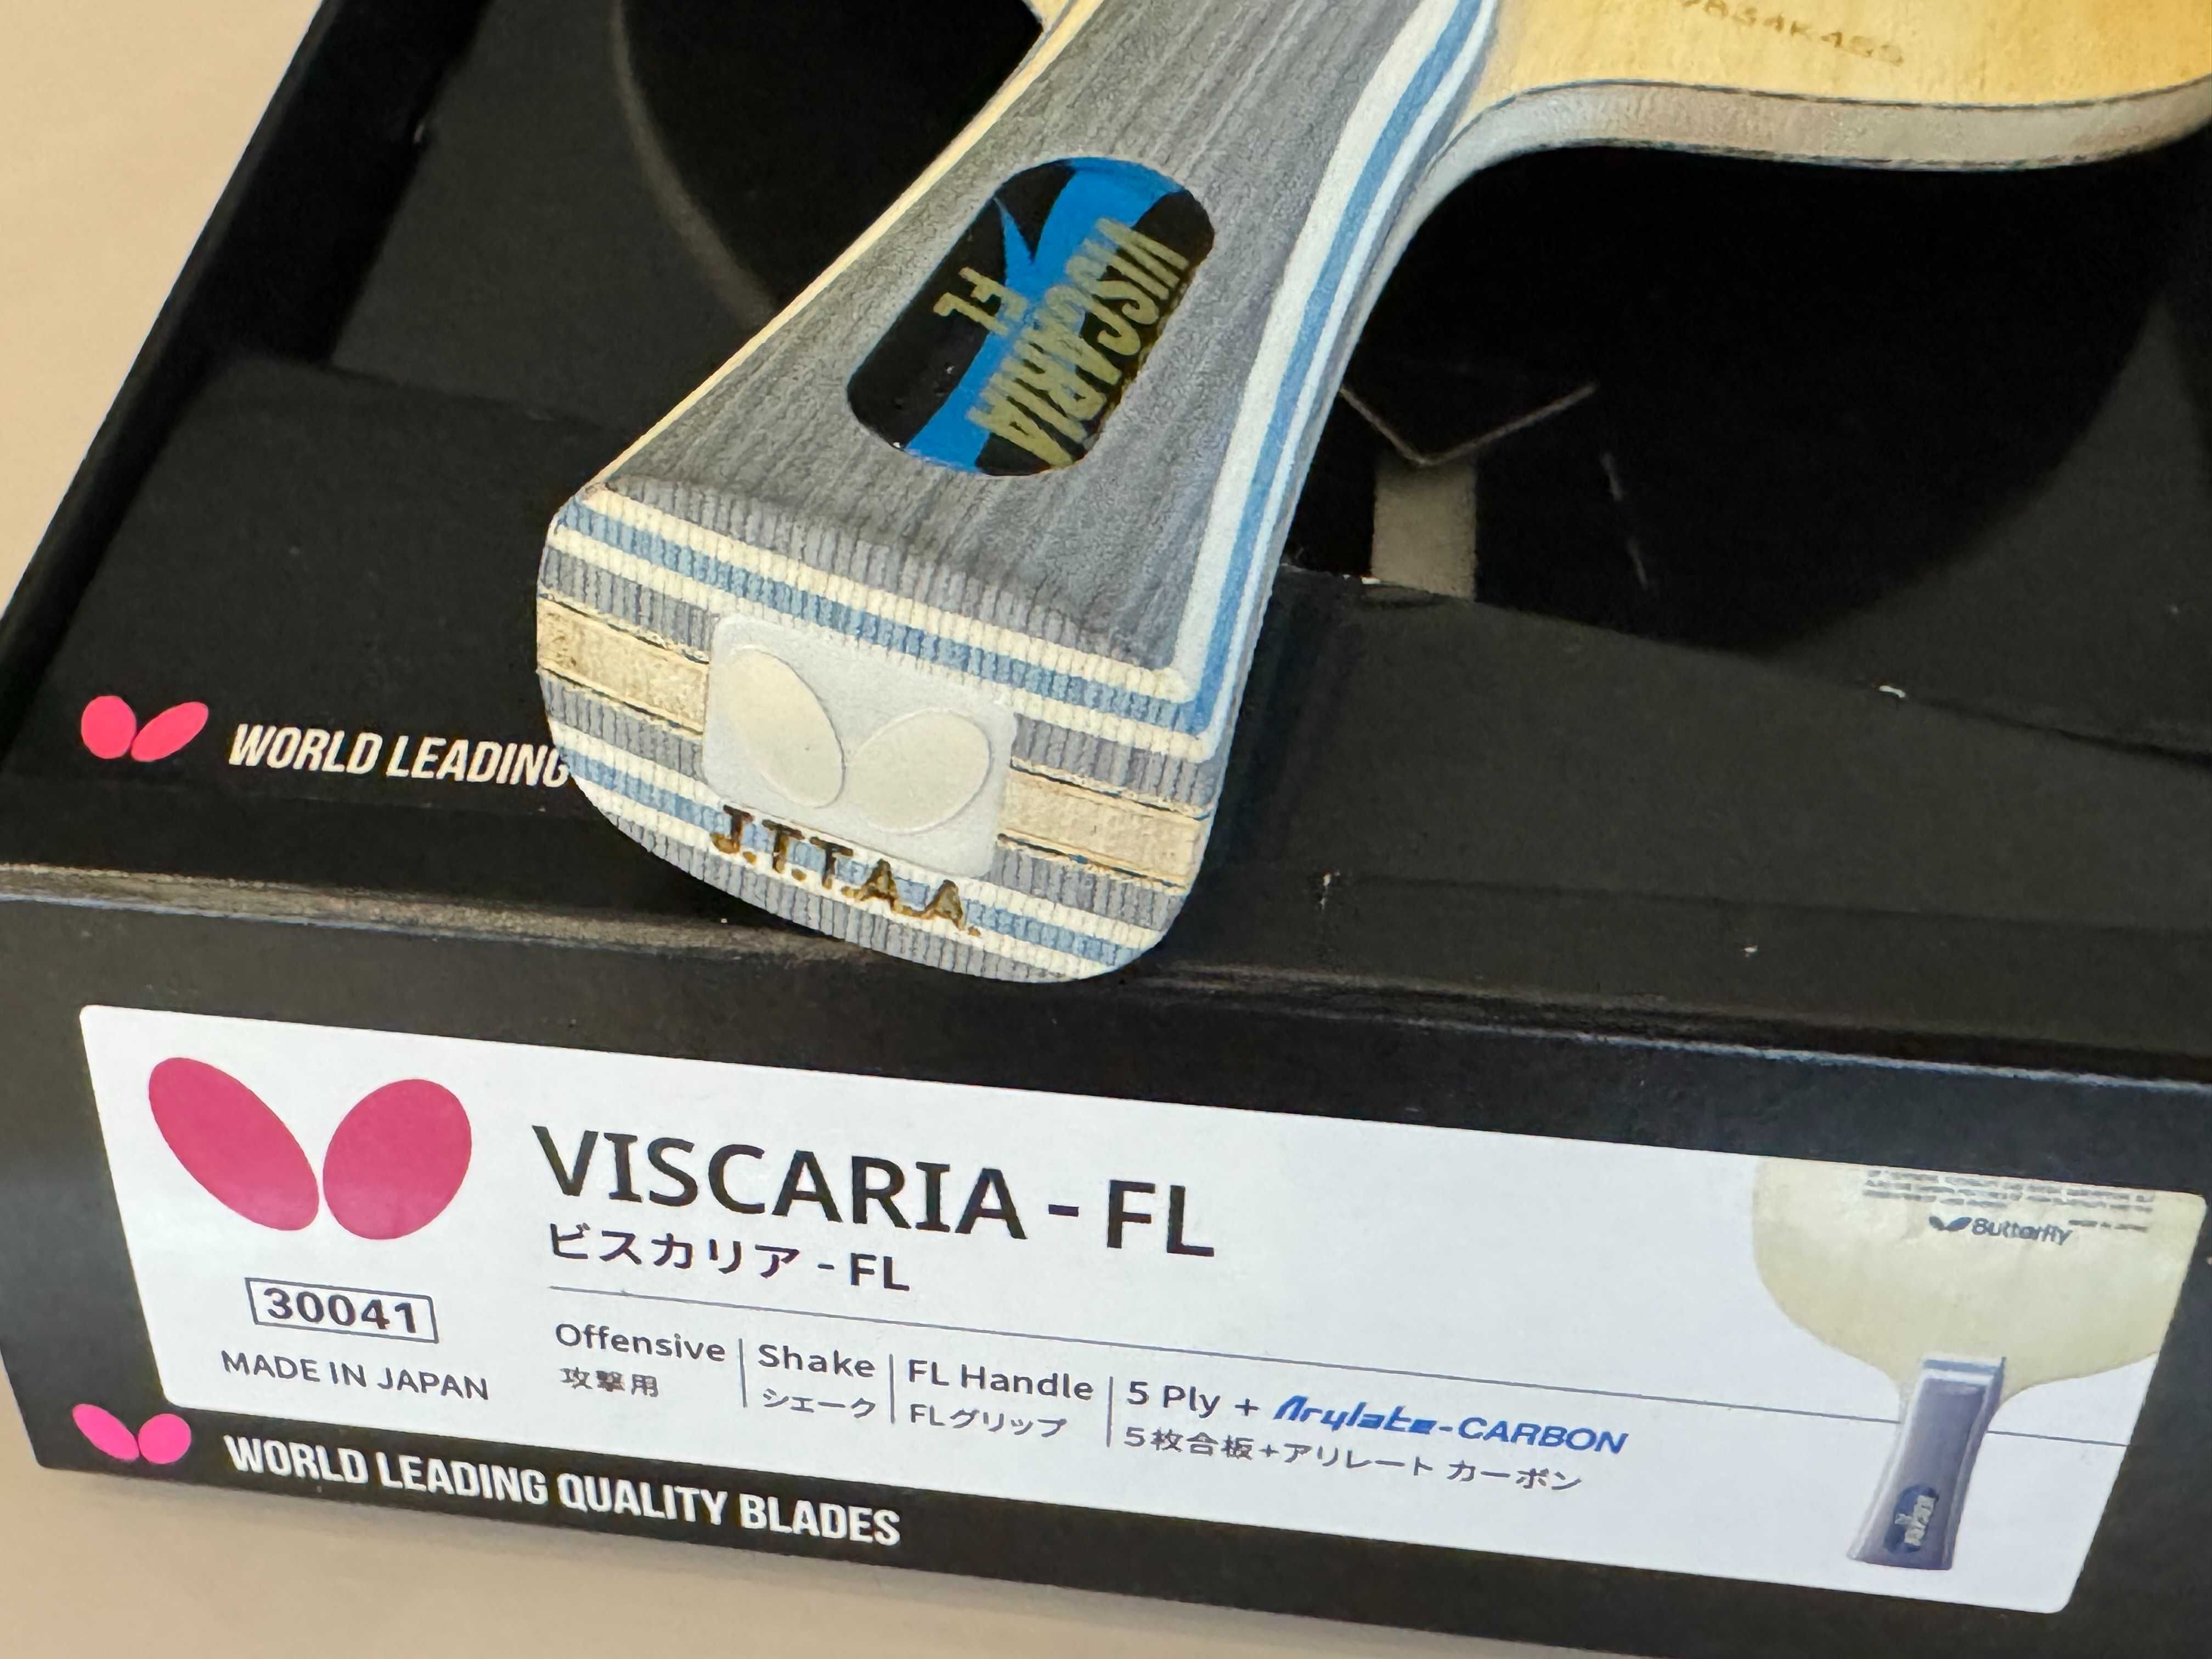 VISCARIA
FL
WORLD LEADING
J.T.T.A.A.
VISCARIA - FL
ビスカリア - FL
30041
MADE IN JAPAN
Offensive
攻撃用
Shake
シェーク
FL Handle
FLグリップ
5 Ply + Arylate-CARBON
5枚合板+アリレート カーボン
Butterfly
VISCARIA
WORLD LEADING QUALITY BLADES